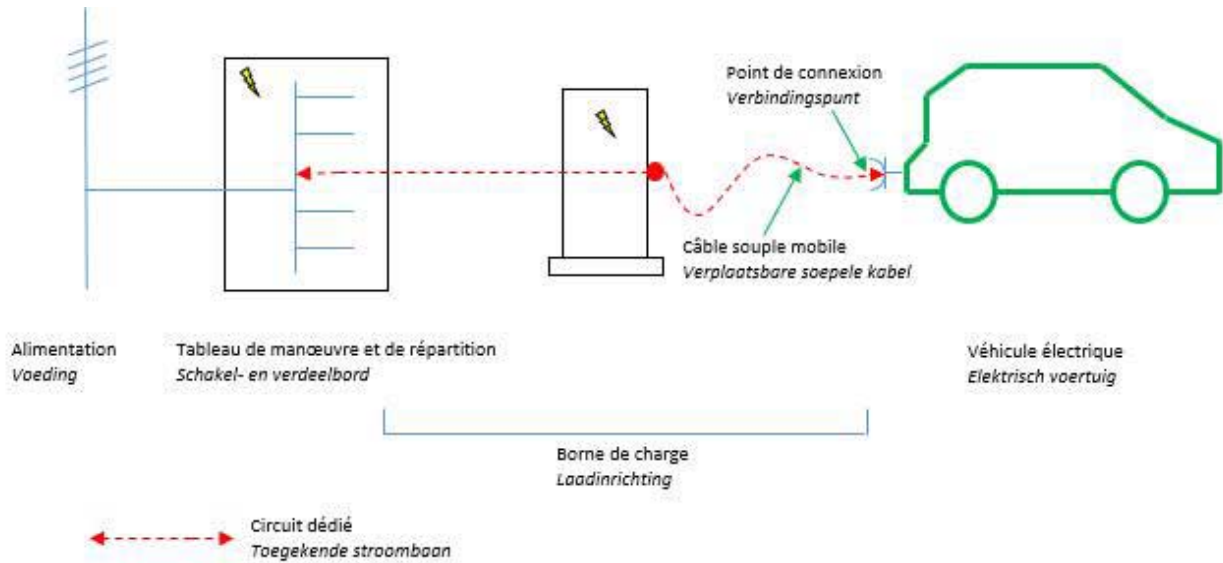 Point de connexion
Verbindingspunt
Câble souple mobile
Verplaatsbare soepele kabel
Alimentation
Voeding
Tableau de manœuvre et de répartition
Schakel- en verdeelbord
Véhicule électrique
Elektrisch voertuig
Borne de charge
Laadinrichting
Circuit dédié
Toegekende stroombaan